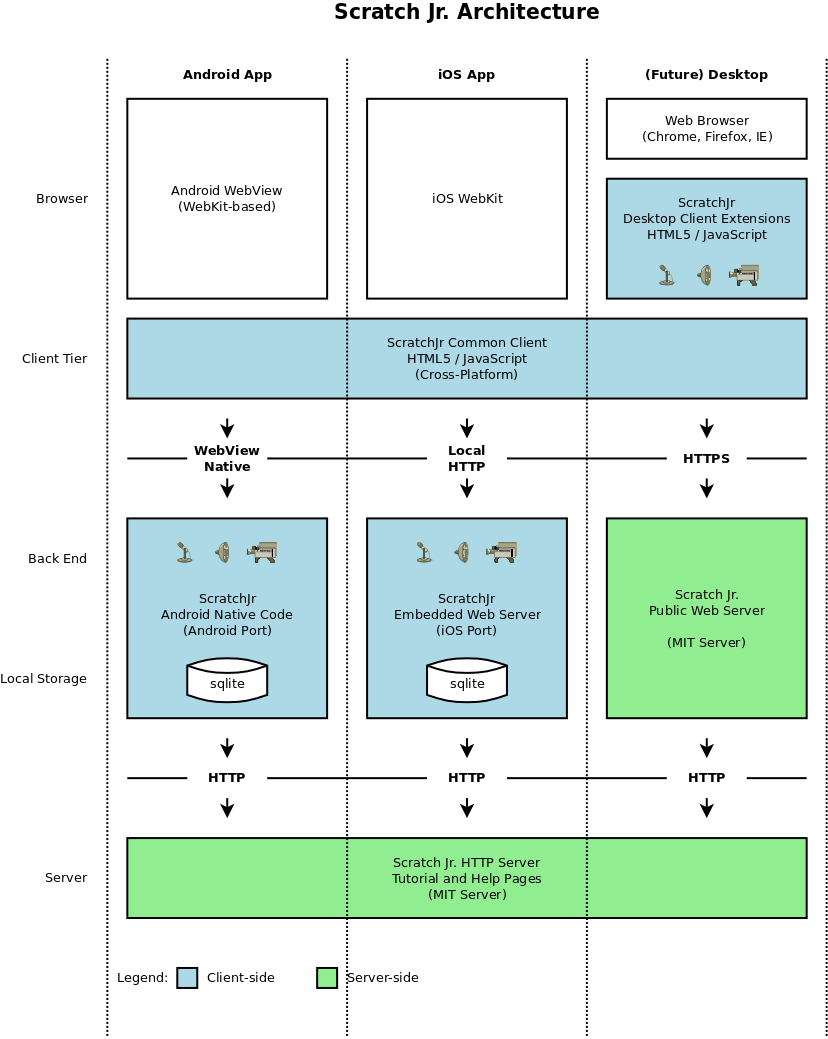 Scratch Jr. Architecture
Android App
iOS App
(Future) Desktop
Browser
Android WebView
(WebKit-based)
iOS WebKit
Web Browser
(Chrome, Firefox, IE)
ScratchJr
Desktop Client Extensions
HTML5 / JavaScript
Client Tier
ScratchJr Common Client
HTML5 / JavaScript
(Cross-Platform)
WebView
Native
Local
HTTP
HTTPS
Back End
ScratchJr
Android Native Code
(Android Port)
ScratchJr
Embedded Web Server
(iOS Port)
Scratch Jr.
Public Web Server
(MIT Server)
Local Storage
sqlite
sqlite
HTTP
HTTP
HTTP
Server
Scratch Jr. HTTP Server
Tutorial and Help Pages
(MIT Server)
Legend:
Client-side
Server-side